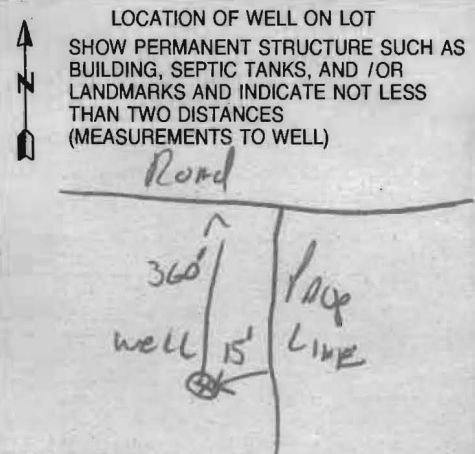 LOCATION OF WELL ON LOT
N
SHOW PERMANENT STRUCTURE SUCH AS
BUILDING, SEPTIC TANKS, AND /OR
LANDMARKS AND INDICATE NOT LESS
THAN TWO DISTANCES
(MEASUREMENTS TO WELL)
Road
360'
Prop
Line
well 15'